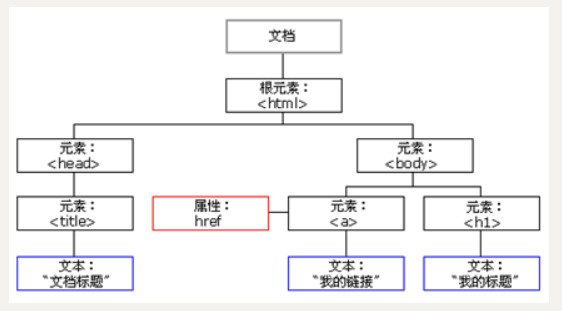 文档
根元素：
<html>
元素：
<head>
元素：
<body>
元素：
<title>
属性：
href
元素：
<a>
元素：
<h1>
文本：
“文档标题”
文本：
“我的链接”
文本：
“我的标题”